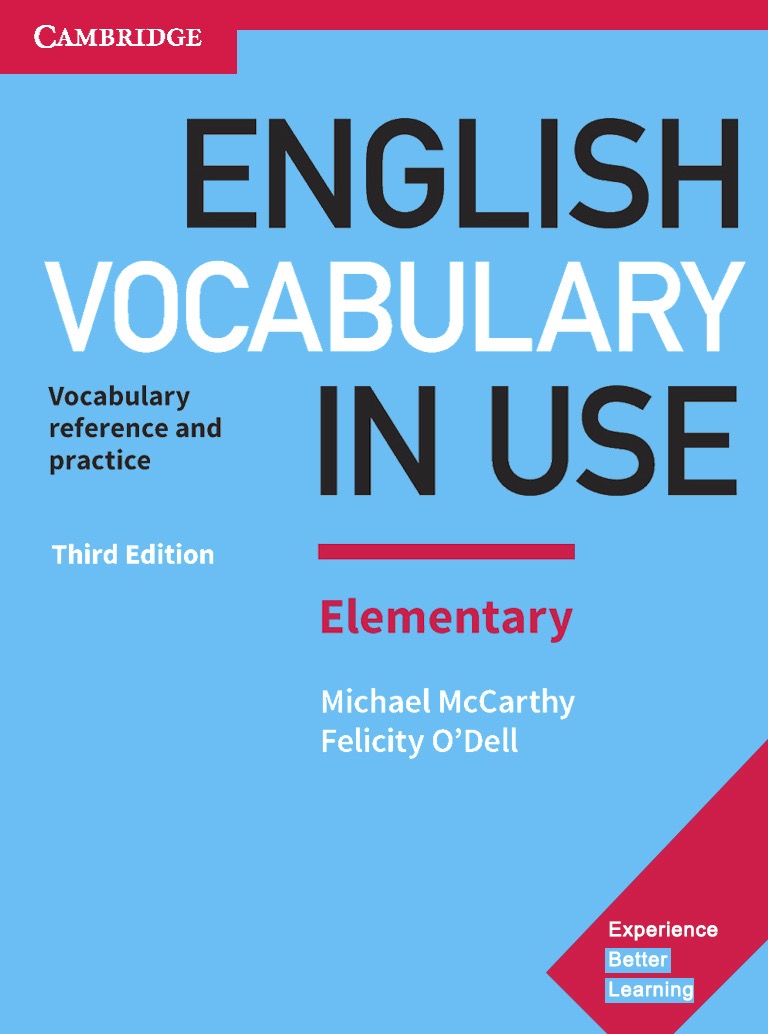 CAMBRIDGE
ENGLISH
VOCABULARY
IN USE
Vocabulary
reference and
practice
Third Edition
Elementary
Michael McCarthy
Felicity O’Dell
Experience
Better
Learning